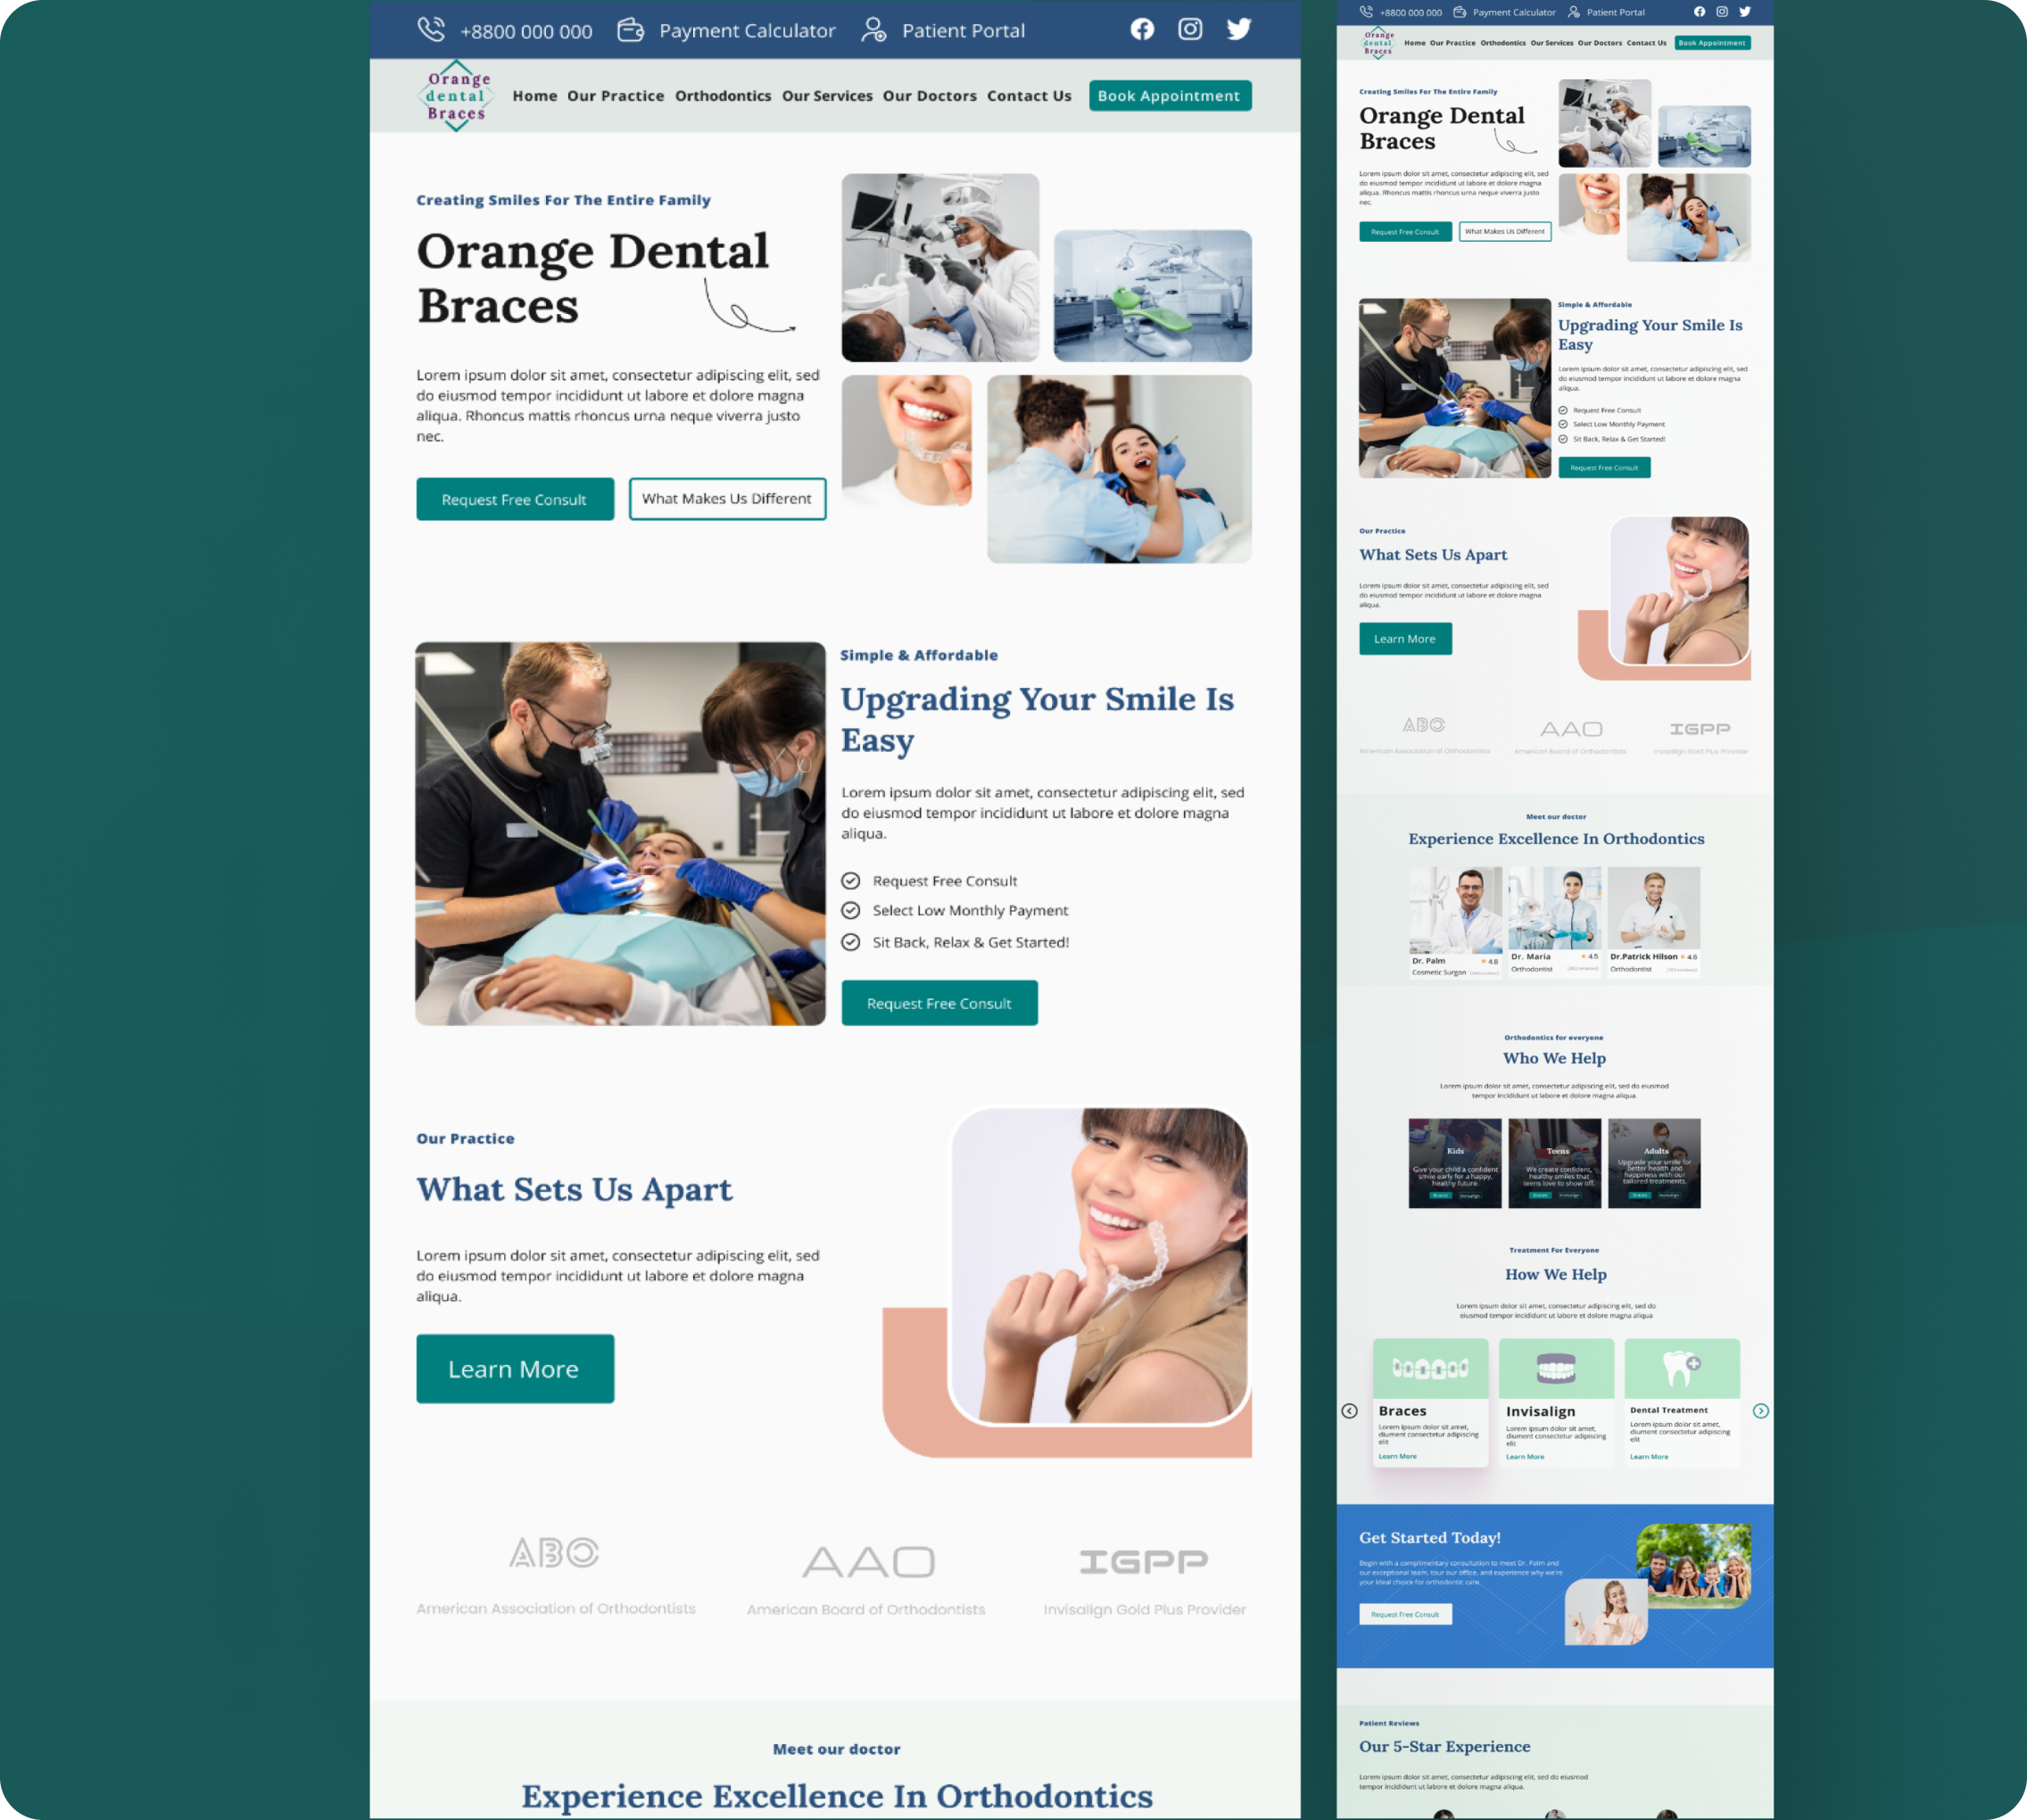 +8800 000 000
Payment Calculator
Patient Portal
Orange
dental
Braces
Home Our Practice Orthodontics Our Services Our Doctors Contact Us
Book Appointment
Creating Smiles For The Entire Family
Orange Dental
Braces
Lorem ipsum dolor sit amet, consectetur adipiscing elit, sed
do eiusmod tempor incididunt ut labore et dolore magna
aliqua. Rhoncus mattis rhoncus urna neque viverra justo
nec.
Request Free Consult
What Makes Us Different
Simple & Affordable
Upgrading Your Smile Is
Easy
Lorem ipsum dolor sit amet, consectetur adipiscing elit, sed
do eiusmod tempor incididunt ut labore et dolore magna
aliqua.
Request Free Consult
Select Low Monthly Payment
Sit Back, Relax & Get Started!
Request Free Consult
Our Practice
What Sets Us Apart
Lorem ipsum dolor sit amet, consectetur adipiscing elit, sed
do eiusmod tempor incididunt ut labore et dolore magna
aliqua.
Learn More
ABO
American Association of Orthodontists
AAO
American Board of Orthodontists
IGPP
Invisalign Gold Plus Provider
Meet our doctor
Experience Excellence In Orthodontics
+8800 000 000
Payment Calculator
Patient Portal
Orange
dental
Braces
Home Our Practice Orthodontics Our Services Our Doctors Contact Us
Book Appointment
Creating Smiles For The Entire Family
Orange Dental
Braces
Lorem ipsum dolor sit amet, consectetur adipiscing elit, sed
do eiusmod tempor incididunt ut labore et dolore magna
aliqua. Rhoncus mattis rhoncus urna neque viverra justo
nec.
Request Free Consult
What Makes Us Different
Simple & Affordable
Upgrading Your Smile Is
Easy
Lorem ipsum dolor sit amet, consectetur adipiscing elit, sed
do eiusmod tempor incididunt ut labore et dolore magna
aliqua.
Request Free Consult
Select Low Monthly Payment
Sit Back, Relax & Get Started!
Request Free Consult
Our Practice
What Sets Us Apart
Lorem ipsum dolor sit amet, consectetur adipiscing elit, sed
do eiusmod tempor incididunt ut labore et dolore magna
aliqua.
Learn More
ABO
American Association of Orthodontists
AAO
American Board of Orthodontists
IGPP
Invisalign Gold Plus Provider
Meet our doctor
Experience Excellence In Orthodontics
Dr. Palm 4.8
Cosmetic Surgon
Dr. Maria 4.5
Orthodontist
Dr.Patrick Hilson 4.6
Orthodontist
Orthodontics for everyone
Who We Help
Lorem ipsum dolor sit amet, consectetur adipiscing elit, sed do eiusmod
tempor incididunt ut labore et dolore magna aliqua.
Kids
Give your child a confident
smile early for a happy,
healthy future.
Braces Invisalign
Teens
We create confident,
healthy smiles that
teens love to show off.
Braces Invisalign
Adults
Upgrade your smile for
better health and
happiness with our
tailored treatments.
Braces Invisalign
Treatment For Everyone
How We Help
Lorem ipsum dolor sit amet, consectetur adipiscing elit, sed do
eiusmod tempor incididunt ut labore et dolore magna aliqua
Braces
Lorem ipsum dolor sit amet,
diument consectetur adipiscing
elit
Learn More
Invisalign
Lorem ipsum dolor sit amet,
diument consectetur adipiscing
elit
Learn More
Dental Treatment
Lorem ipsum dolor sit amet,
diument consectetur adipiscing
elit
Learn More
Get Started Today!
Begin with a complimentary consultation to meet Dr. Palm and
our exceptional team, tour our office, and experience why we're
your ideal choice for orthodontic care.
Request Free Consult
Patient Reviews
Our 5-Star Experience
Lorem ipsum dolor sit amet, consectetur adipiscing elit, sed do eiusmod
tempor incididunt ut labore et dolore magna aliqua.